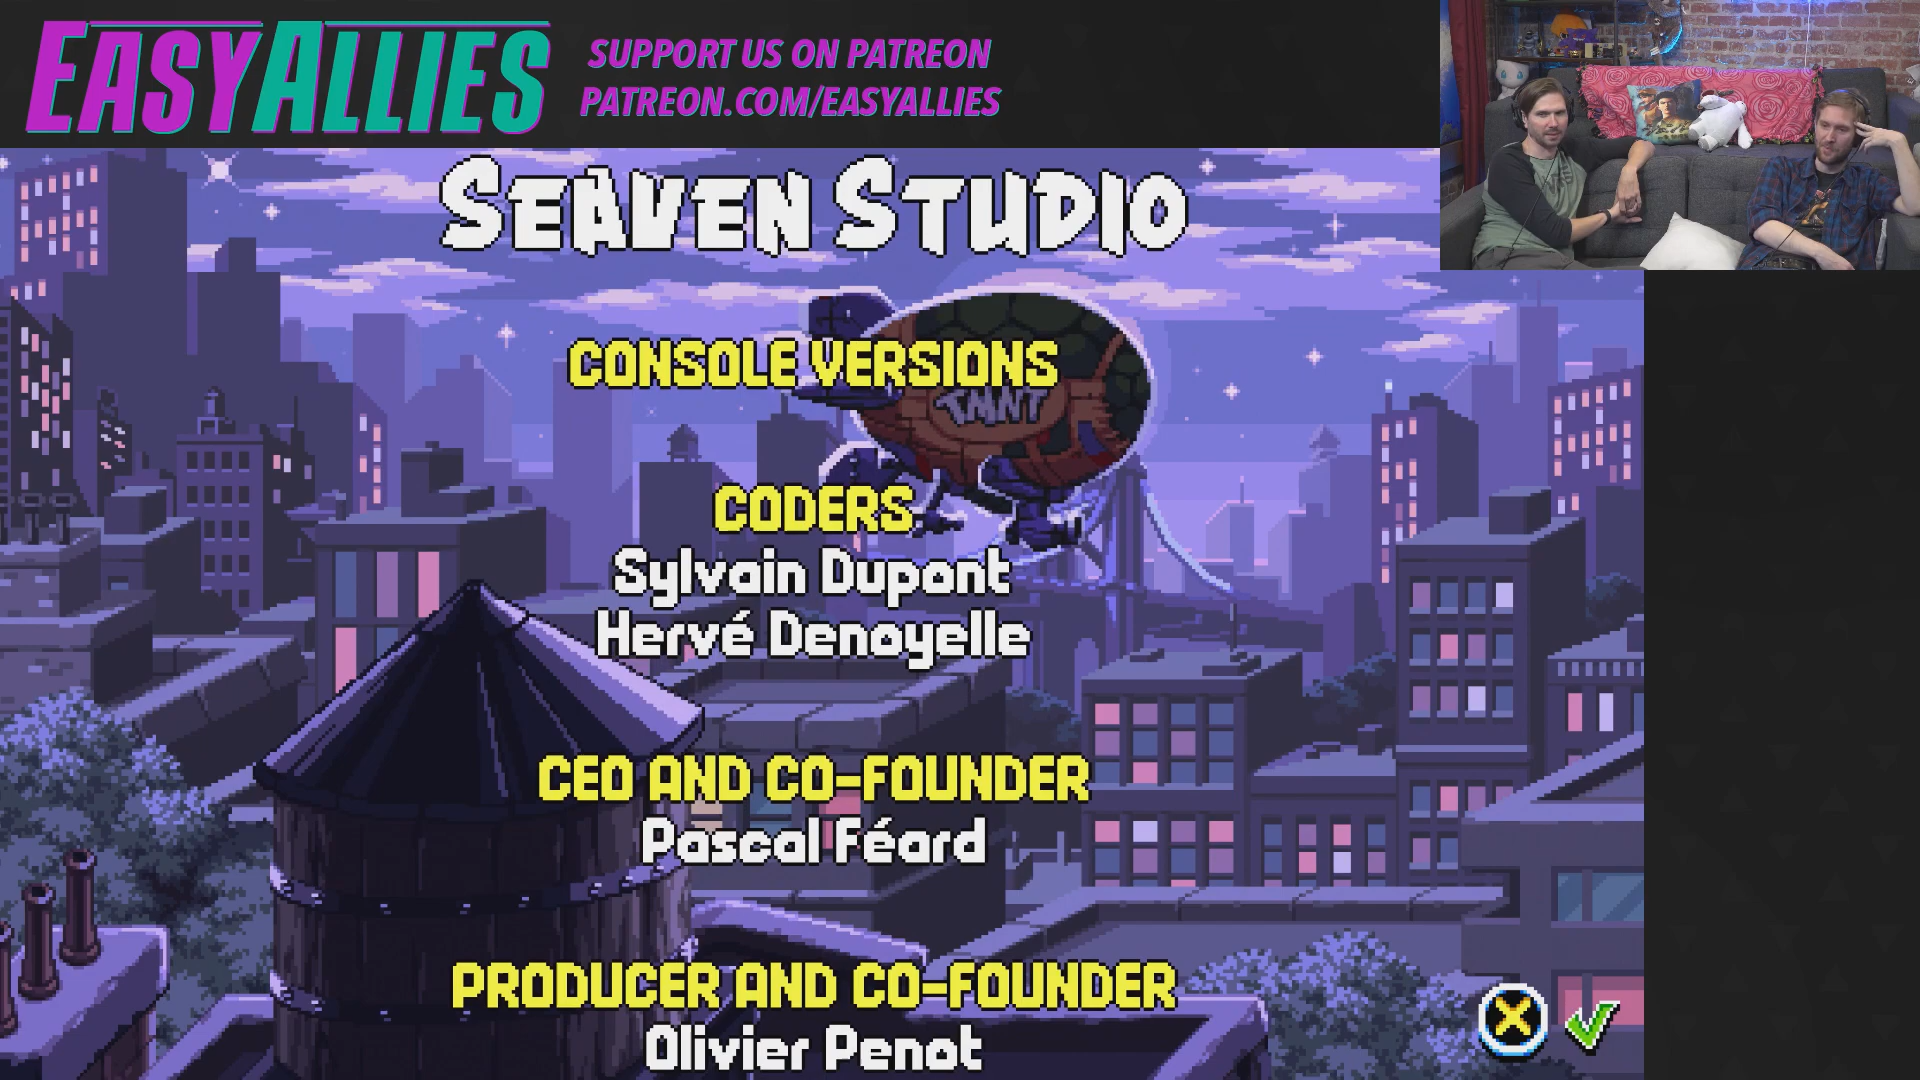 EASYALLIES
SUPPORT US ON PATREON
PATREON.COM/EASYALLIES
SEAVEN STUDIO
CONSOLE VERSIONS
TMNT
CODERS
Sylvain Dupont
Hervé Denoyelle
CEO AND CO-FOUNDER
Pascal Féard
PRODUCER AND CO-FOUNDER
Olivier Penot